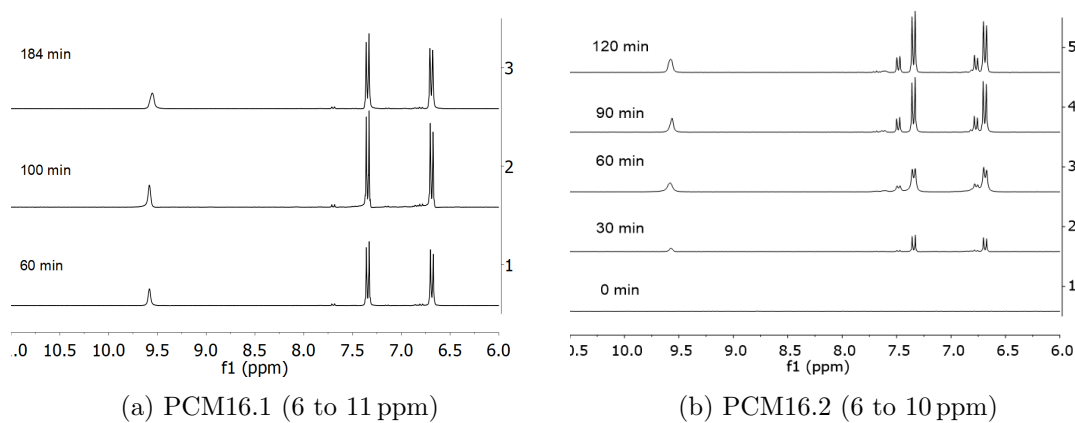 184 min
3
100 min
2
60 min
1
.0 10.5 10.0 9.5 9.0 8.5 8.0 7.5 7.0 6.5 6.0
f1 (ppm)
(a) PCM16.1 (6 to 11 ppm)
120 min
5
90 min
4
60 min
3
30 min
2
0 min
1
0.5 10.0 9.5 9.0 8.5 8.0 7.5 7.0 6.5 6.0
f1 (ppm)
(b) PCM16.2 (6 to 10 ppm)